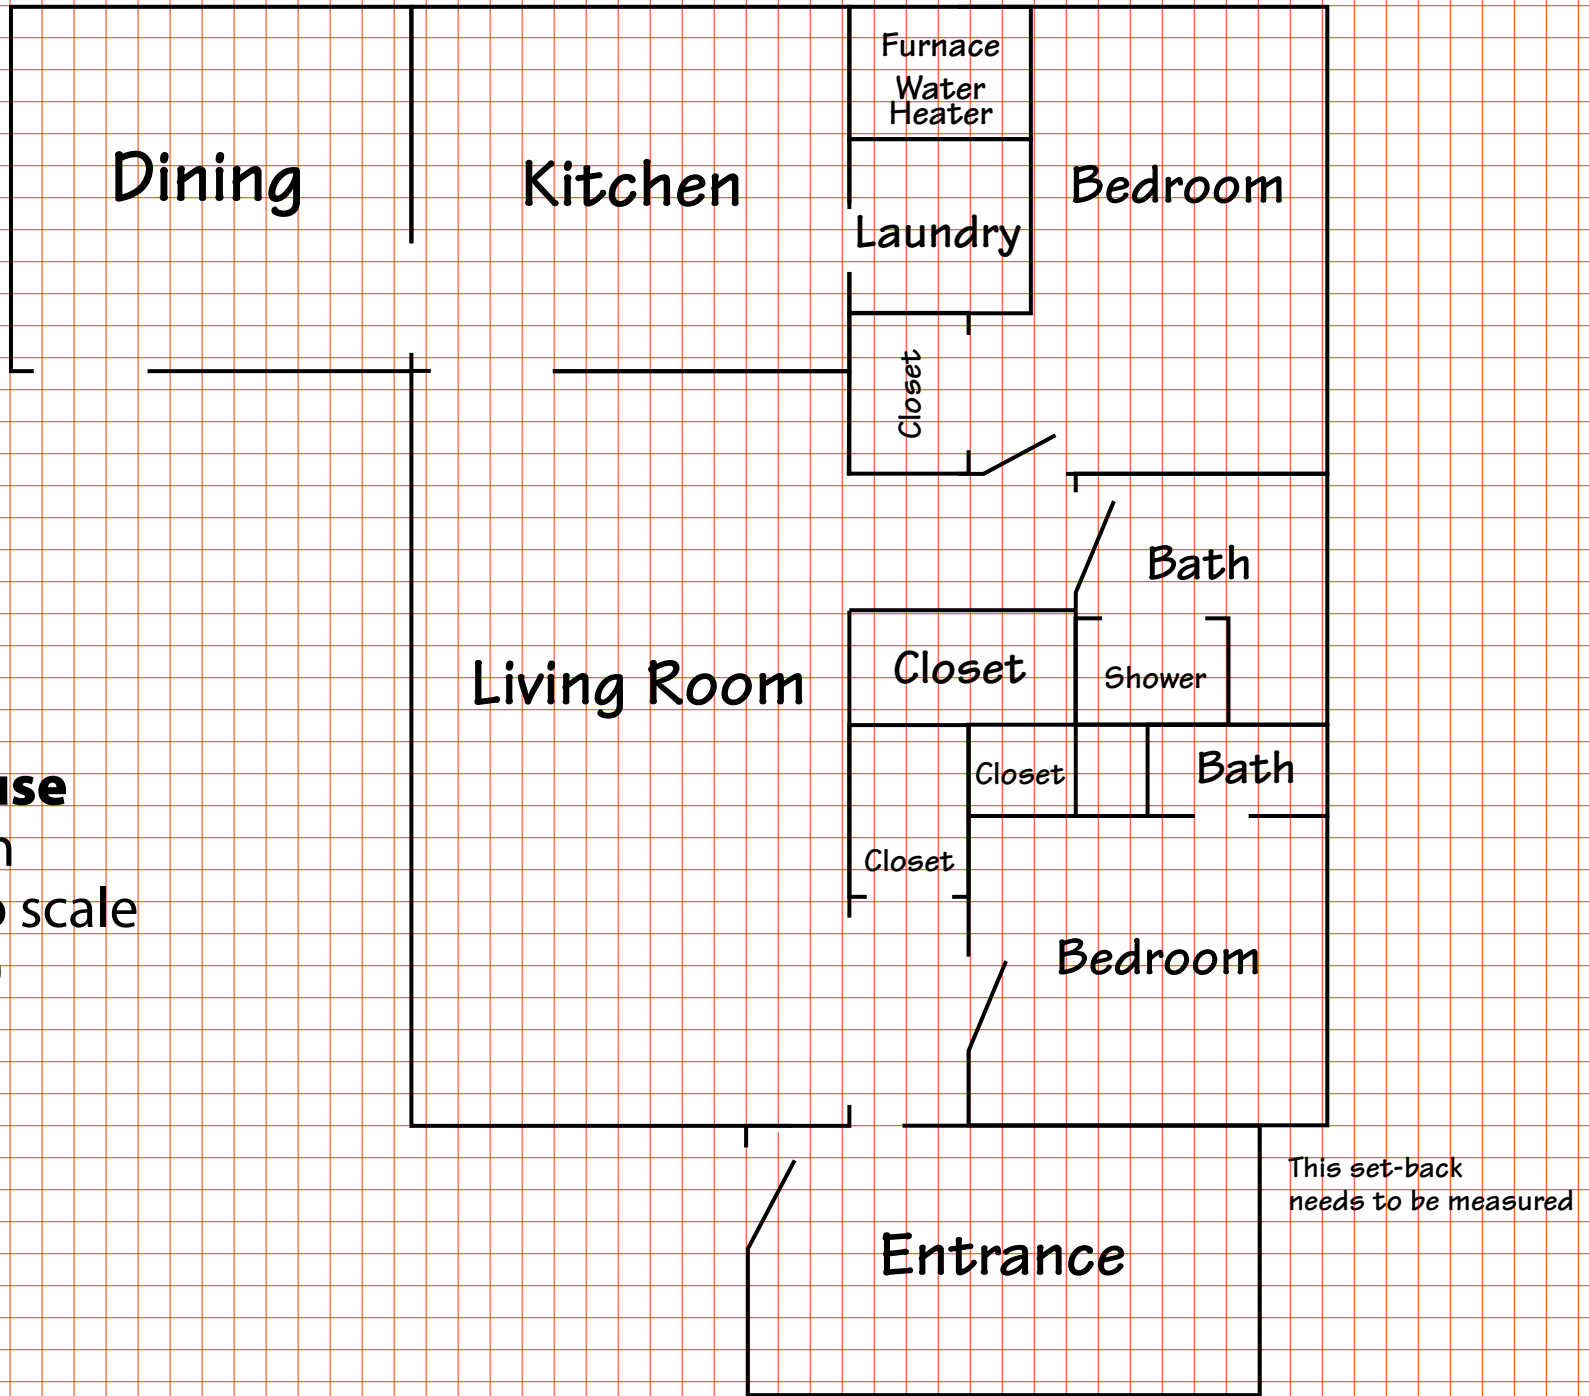 Furnace
Water
Heater
Dining
Kitchen
Bedroom
Laundry
Closet
Bath
Living Room
Closet
Shower
Closet
Bath
Closet
scale
Bedroom
This set-back
needs to be measured
Entrance